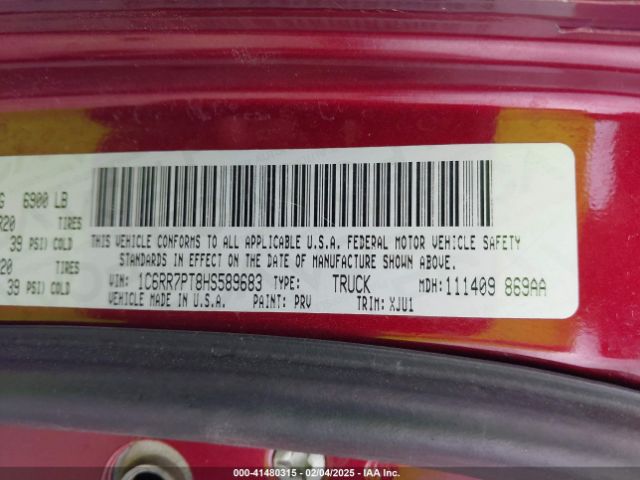 G 6900 LB
R20 TIRES
39 PSI) COLD
R20 TIRES
39 PSI) COLD
THIS VEHICLE CONFORMS TO ALL APPLICABLE U.S.A. FEDERAL MOTOR VEHICLE SAFETY
STANDARDS IN EFFECT ON THE DATE OF MANUFACTURE SHOWN ABOVE.
VIN: 1C6RR7PT8HS589683 TYPE: TRUCK MDH: 111409 869AA
VEHICLE MADE IN U.S.A. PAINT: PRV TRIM: XJU1
000-41480315 | 02/04/2025 | IAA Inc.